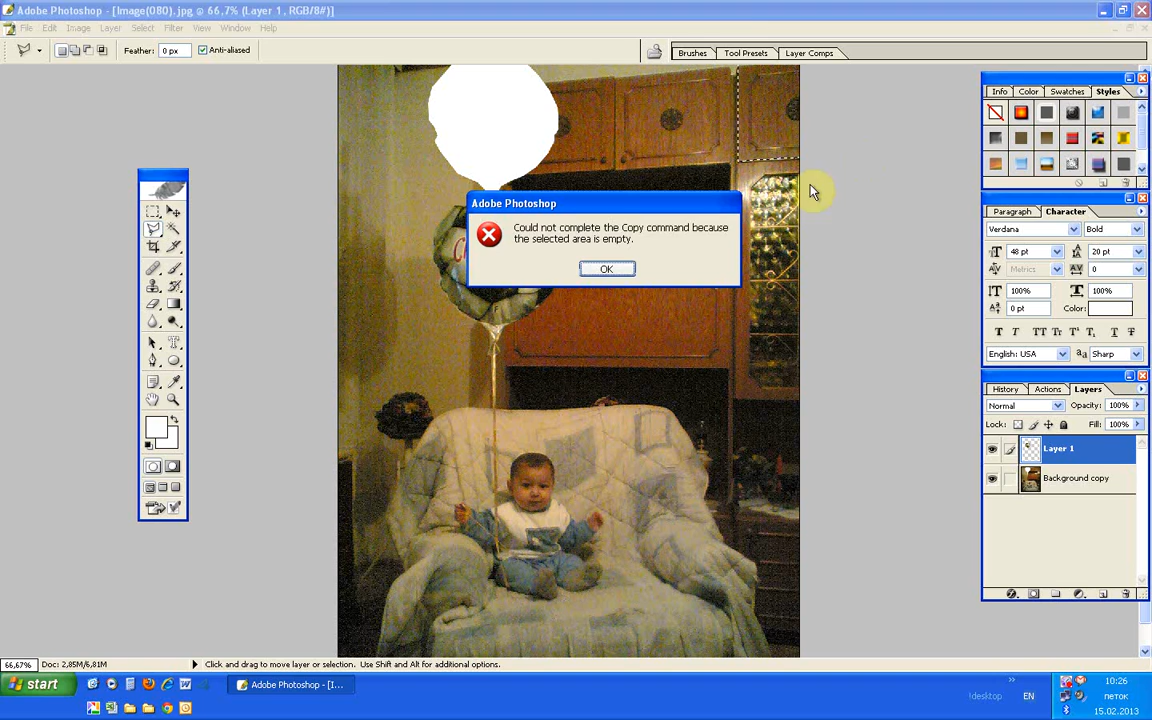 Adobe Photoshop - [Image(080).jpg @ 66,7% (Layer 1, RGB/8#)]
File Edit Image Layer Select Filter View Window Help
Feather: 0 px Anti-aliased
Brushes Tool Presets Layer Comps
Info Color Swatches Styles
Adobe Photoshop
Could not complete the Copy command because
the selected area is empty.
OK
Paragraph Character
Verdana Bold
48 pt 20 pt
Metrics 0
100% 100%
0 pt Color:
T T TT Tr T¹ T₁ T T
English: USA aa Sharp
History Actions Layers
Normal Opacity: 100%
Lock: Fill: 100%
Layer 1
Background copy
66,67% Doc: 2,85M/6,81M Click and drag to move layer or selection. Use Shift and Alt for additional options.
start Adobe Photoshop - [I...
desktop EN
10:26
петок
15.02.2013